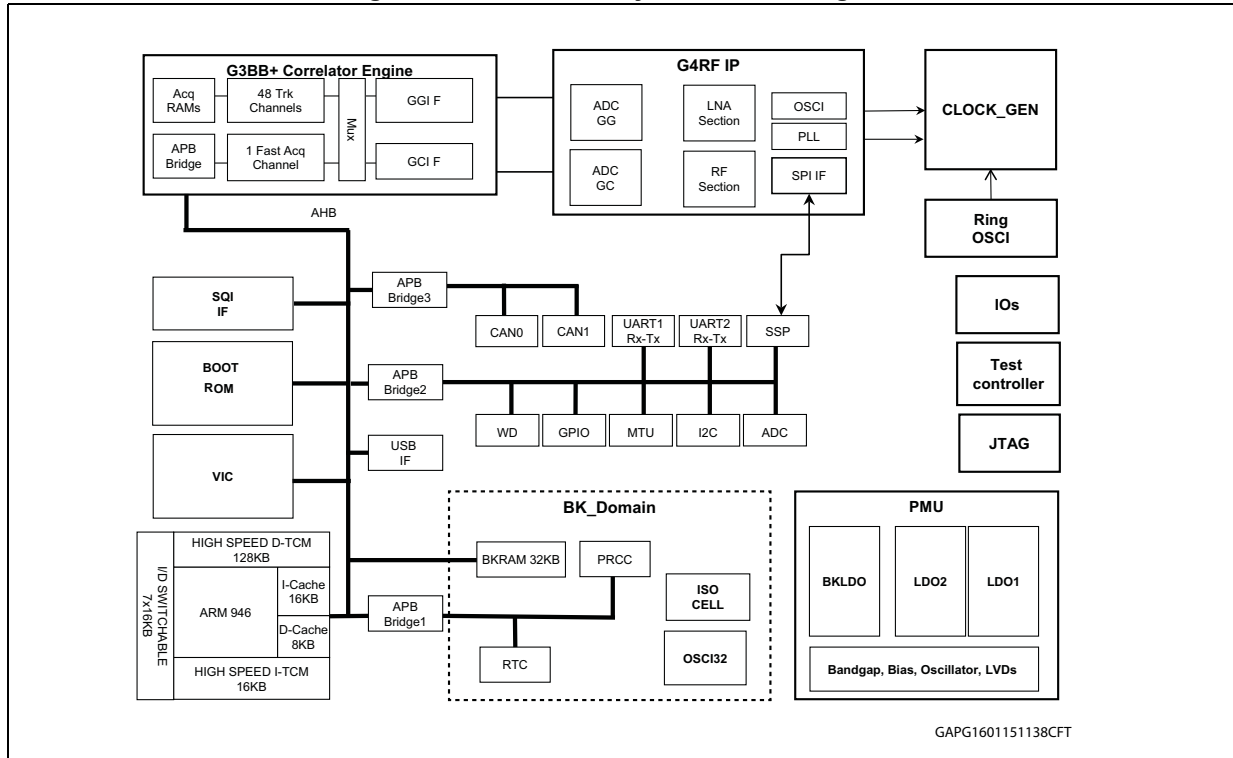 G3BB+ Correlator Engine
Acq
RAMs
48 Trk
Channels
Mux
GGI F
APB
Bridge
1 Fast Acq
Channel
GCI F
G4RF IP
ADC
GG
LNA
Section
OSCI
PLL
ADC
GC
RF
Section
SPI IF
CLOCK_GEN
Ring
OSCI
AHB
SQI
IF
APB
Bridge3
CAN0
CAN1
UART1
Rx-Tx
UART2
Rx-Tx
SSP
IOs
BOOT
ROM
APB
Bridge2
Test
controller
WD
GPIO
MTU
I2C
ADC
JTAG
VIC
USB
IF
I/D SWITCHABLE
7x16KB
HIGH SPEED D-TCM
128KB
ARM 946
I-Cache
16KB
D-Cache
8KB
HIGH SPEED I-TCM
16KB
APB
Bridge1
BK_Domain
BKRAM 32KB
PRCC
ISO
CELL
RTC
OSCI32
PMU
BKLDO
LDO2
LDO1
Bandgap, Bias, Oscillator, LVDs
GAPG1601151138CFT